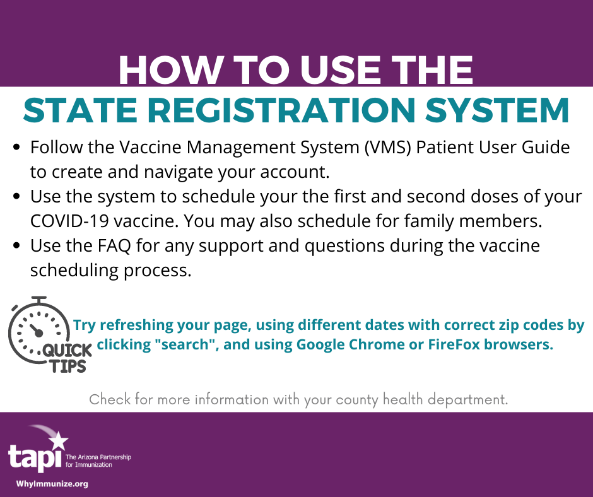 HOW TO USE THE
STATE REGISTRATION SYSTEM
• Follow the Vaccine Management System (VMS) Patient User Guide
to create and navigate your account.
• Use the system to schedule your the first and second doses of your
COVID-19 vaccine. You may also schedule for family members.
• Use the FAQ for any support and questions during the vaccine
scheduling process.
QUICK
TIPS
Try refreshing your page, using different dates with correct zip codes by
clicking "search", and using Google Chrome or FireFox browsers.
Check for more information with your county health department.
tapi
The Arizona Partnership
for Immunization
WhyImmunize.org